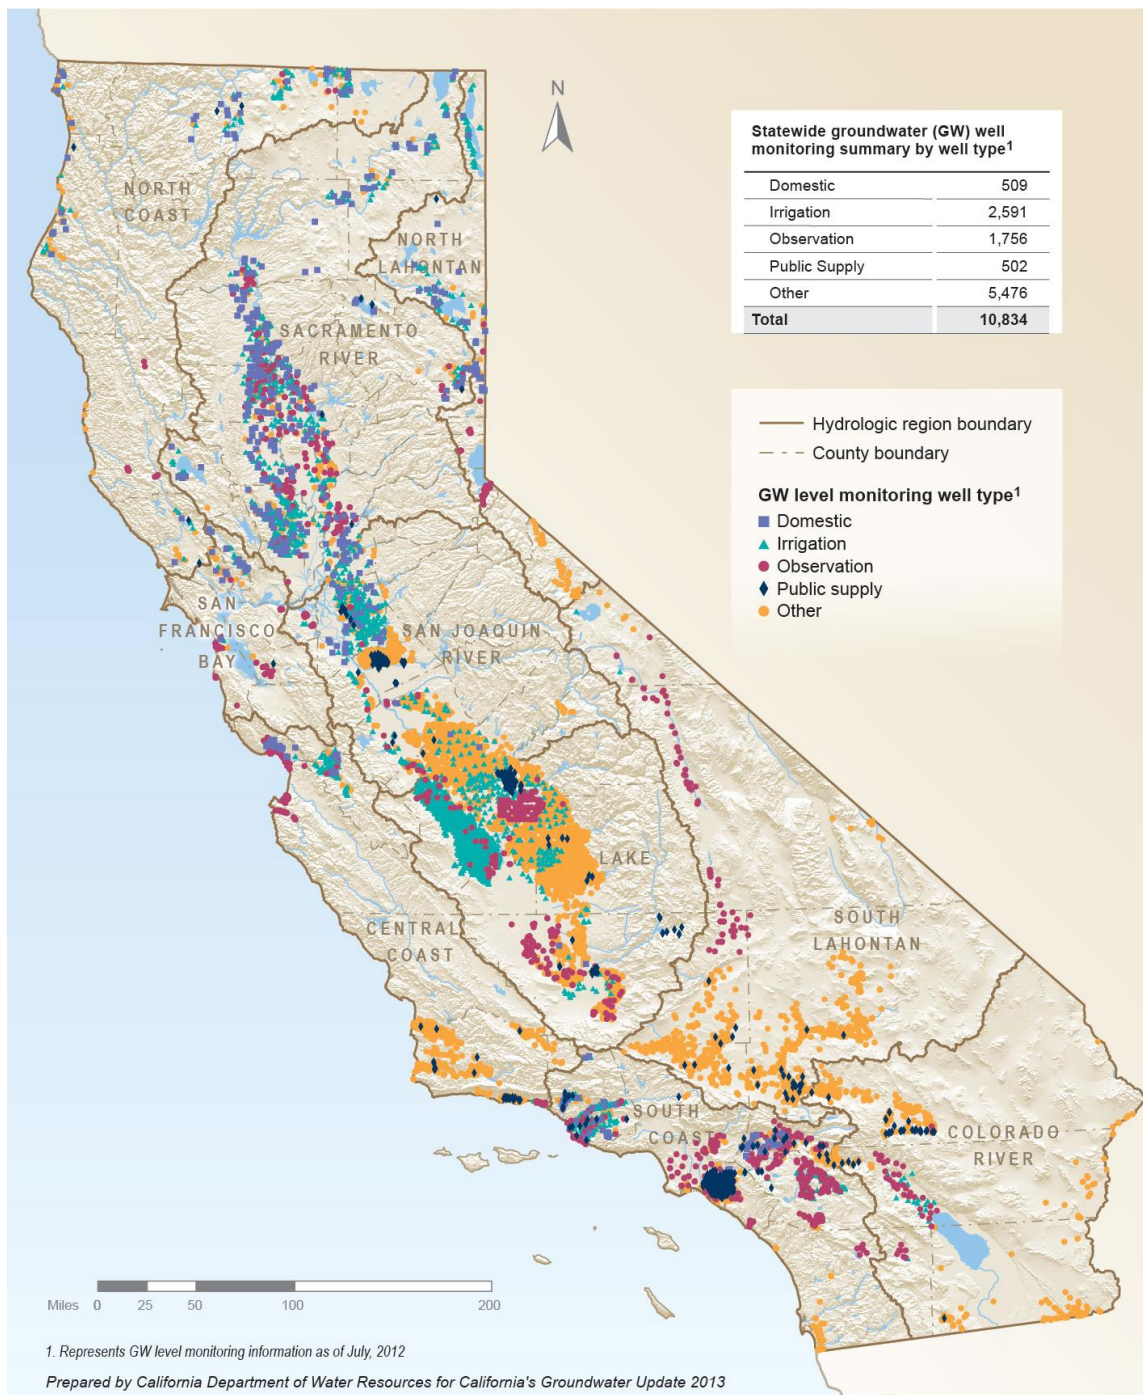 N
Statewide groundwater (GW) well
monitoring summary by well type1
Domestic 509
Irrigation 2,591
Observation 1,756
Public Supply 502
Other 5,476
Total 10,834
NORTH
COAST
NORTH
LAHONTAN
SACRAMENTO
RIVER
Hydrologic region boundary
County boundary
GW level monitoring well type1
Domestic
Irrigation
Observation
Public supply
Other
SAN
FRANCISCO
BAY
SAN JOAQUIN
RIVER
LAKE
CENTRAL
COAST
SOUTH
LAHONTAN
SOUTH
COAST
COLORADO
RIVER
Miles 0 25 50 100 200
1. Represents GW level monitoring information as of July, 2012
Prepared by California Department of Water Resources for California's Groundwater Update 2013